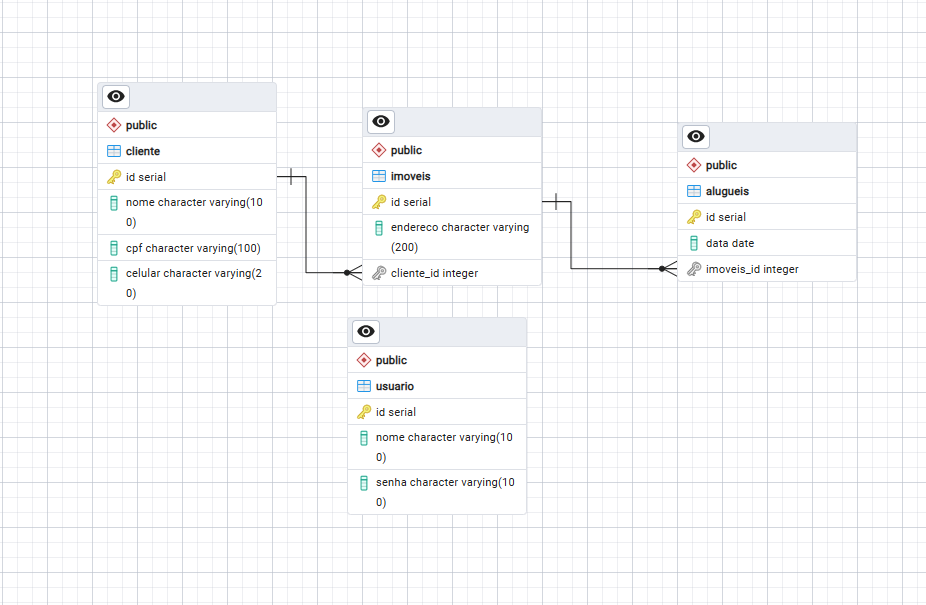 public
cliente
id serial
nome character varying(10
0)
cpf character varying(100)
celular character varying(2
0)
public
imoveis
id serial
endereco character varying
(200)
cliente_id integer
public
alugueis
id serial
data date
imoveis_id integer
public
usuario
id serial
nome character varying(10
0)
senha character varying(10
0)